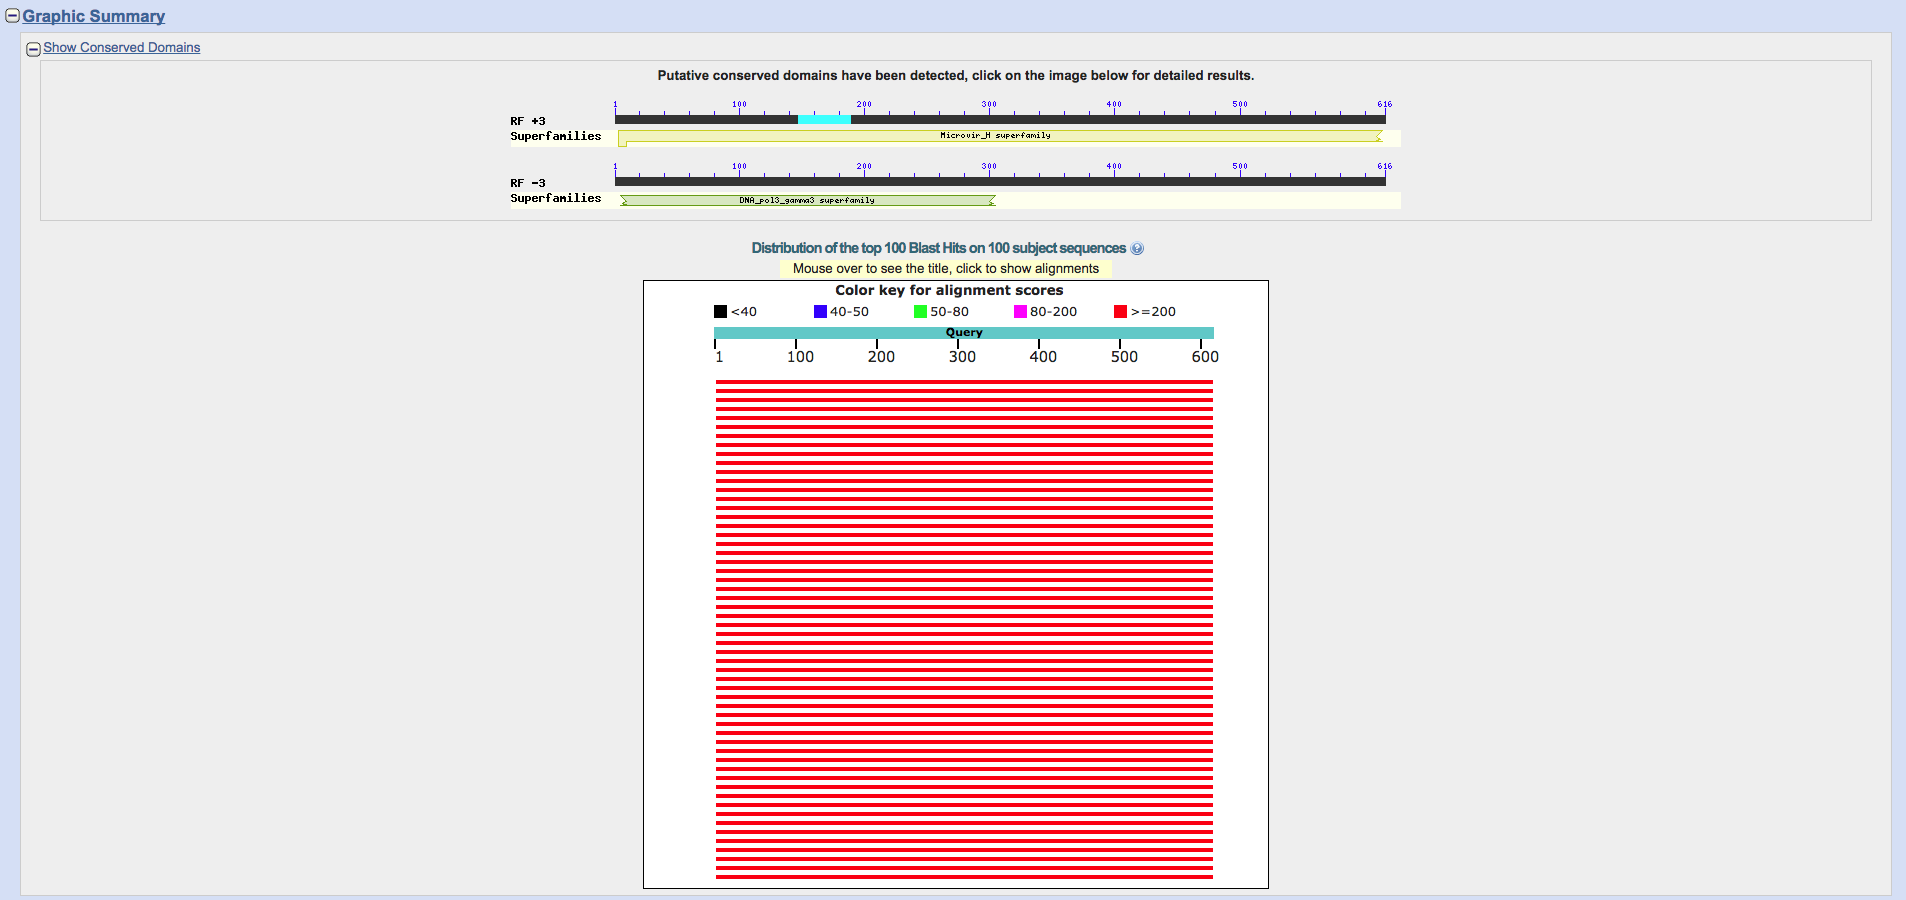 Graphic Summary
Show Conserved Domains
Putative conserved domains have been detected, click on the image below for detailed results.
1 100 200 300 400 500 616
RF +3
Superfamilies Microvir_H superfamily
1 100 200 300 400 500 616
RF -3
Superfamilies DNA_pol3_gamma3 superfamily
Distribution of the top 100 Blast Hits on 100 subject sequences
Mouse over to see the title, click to show alignments
Color key for alignment scores
<40 40-50 50-80 80-200 >=200
Query
1 100 200 300 400 500 600